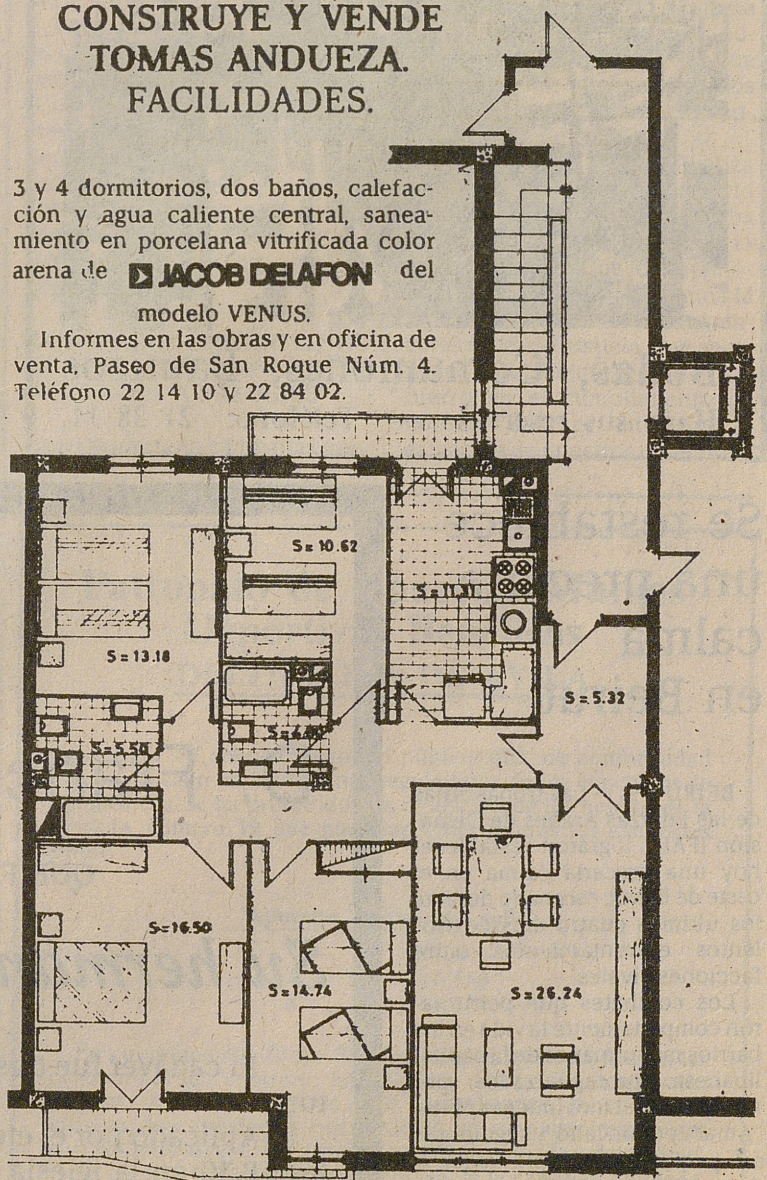 CONSTRUYE Y VENDE
TOMAS ANDUEZA.
FACILIDADES.
3 y 4 dormitorios, dos baños, calefac-
ción y agua caliente central, sanea-
miento en porcelana vitrificada color
arena de JACOB DELAFON del
modelo VENUS.
Informes en las obras y en oficina de
venta, Paseo de San Roque Núm. 4.
Teléfono 22 14 10 y 22 84 02.
S=10.62
S=11.31
S=13.18
S=5.32
S=5.50
S=16.50
S=14.74
S=26.24